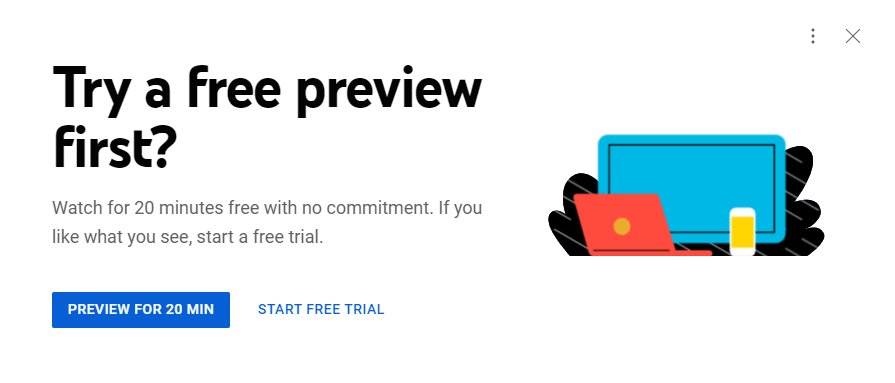 Try a free preview
first?
Watch for 20 minutes free with no commitment. If you
like what you see, start a free trial.
PREVIEW FOR 20 MIN START FREE TRIAL